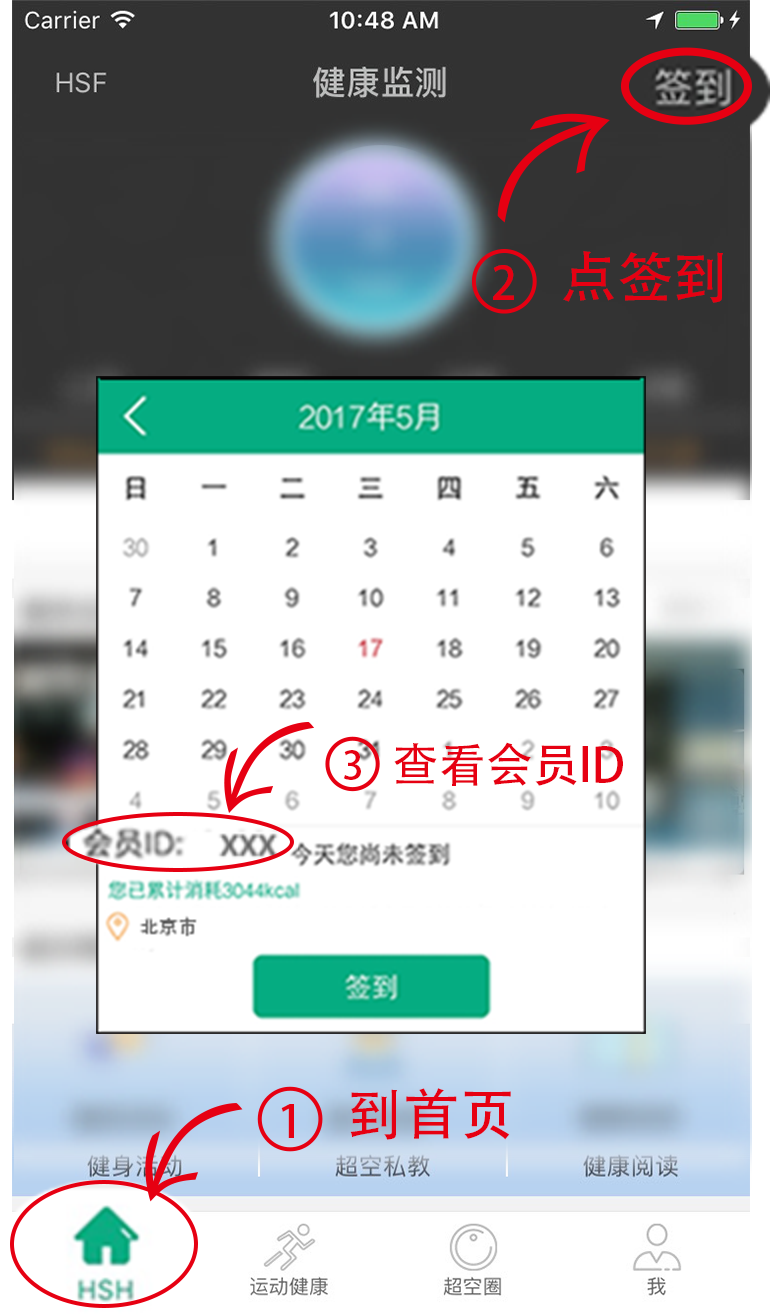 Carrier 10:48 AM
HSF 健康监测 签到
② 点签到
2017年5月
日 一 二 三 四 五 六
30 1 2 3 4 5 6
7 8 9 10 11 12 13
14 15 16 17 18 19 20
21 22 23 24 25 26 27
28 29 30 31 1 2 3
③ 查看会员ID
4 5 6 7 8 9 10
会员ID: XXX 今天您尚未签到
您已累计消耗3044kcal
北京市
签到
① 到首页
健身活动 超空私教 健康阅读
HSH 运动健康 超空圈 我